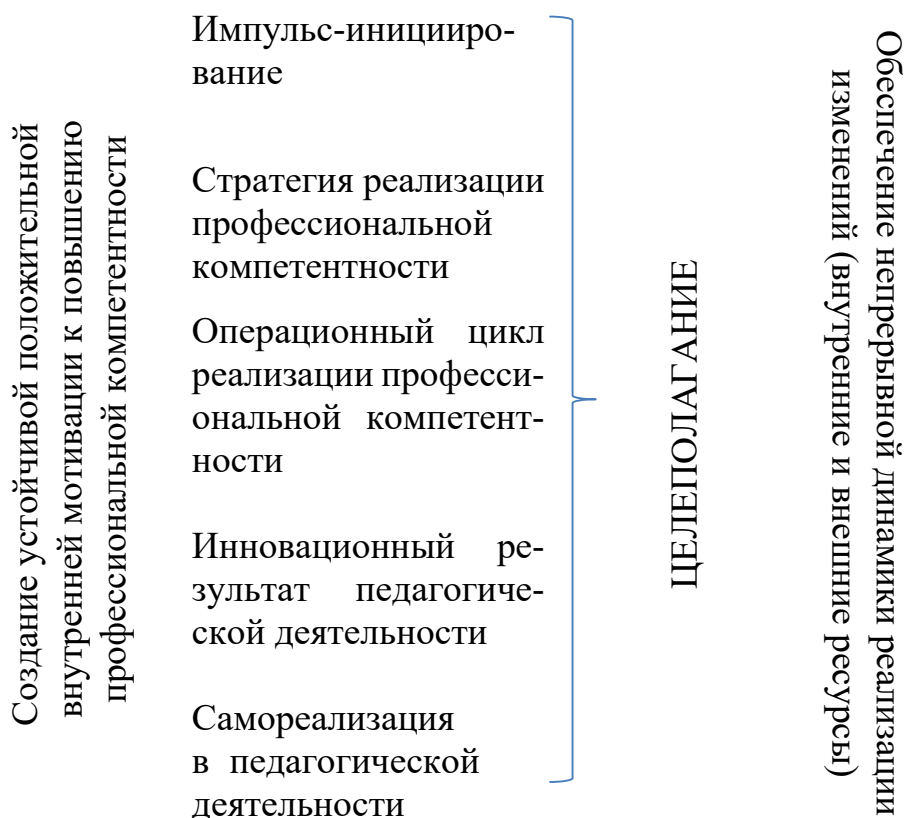 Создание устойчивой положительной
внутренней мотивации к повышению
профессиональной компетентности
Импульс-иницииро-
вание
Стратегия реализации
профессиональной
компетентности
Операционный цикл
реализации професси-
ональной компетент-
ности
Инновационный ре-
зультат педагогиче-
ской деятельности
Самореализация
в педагогической
деятельности
ЦЕЛЕПОЛАГАНИЕ
Обеспечение непрерывной динамики реализации
изменений (внутренние и внешние ресурсы)